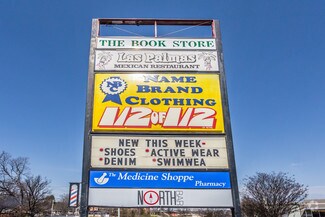 THE BOOK STORE
Las Palmas
MEXICAN RESTAURANT
NBC
NAME
BRAND
CLOTHING
1/2 OF 1/2
NEW THIS WEEK•
•SHOES •ACTIVE WEAR
•DENIM •SWIMWEA
The Medicine Shoppe
Pharmacy
NORTH